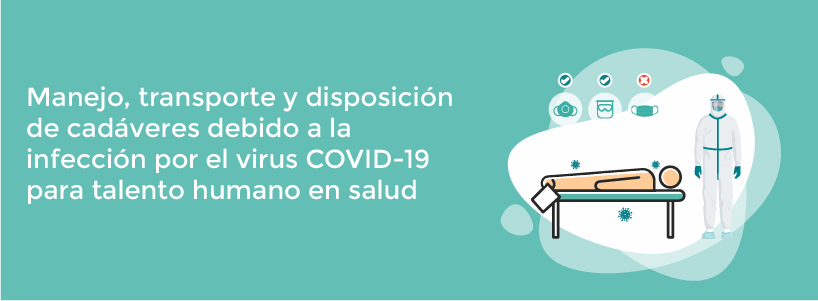 Manejo, transporte y disposición
de cadáveres debido a la
infección por el virus COVID-19
para talento humano en salud